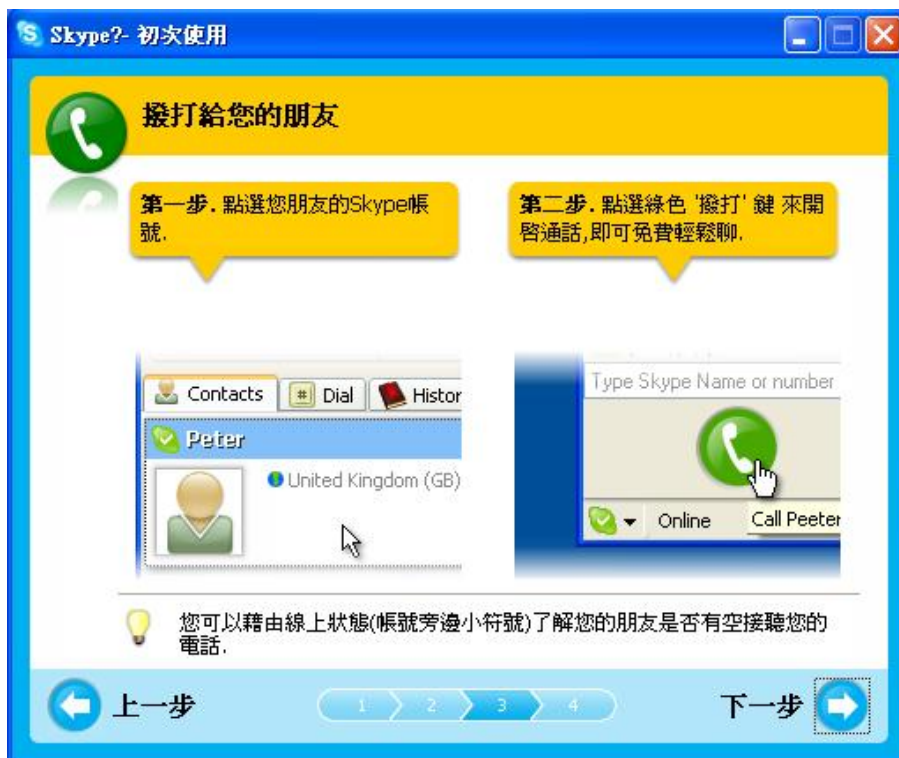 Skype?- 初次使用
撥打給您的朋友
第一步. 點選您朋友的Skype帳
號.
第二步. 點選綠色 '撥打' 鍵 來開
啓通話,即可免費輕鬆聊.
Contacts
Dial
Histor
Peter
United Kingdom (GB)
Type Skype Name or number
Online
Call Peeter
您可以藉由線上狀態(帳號旁邊小符號)了解您的朋友是否有空接聽您的
電話.
上一步
1 2 3 4
下一步